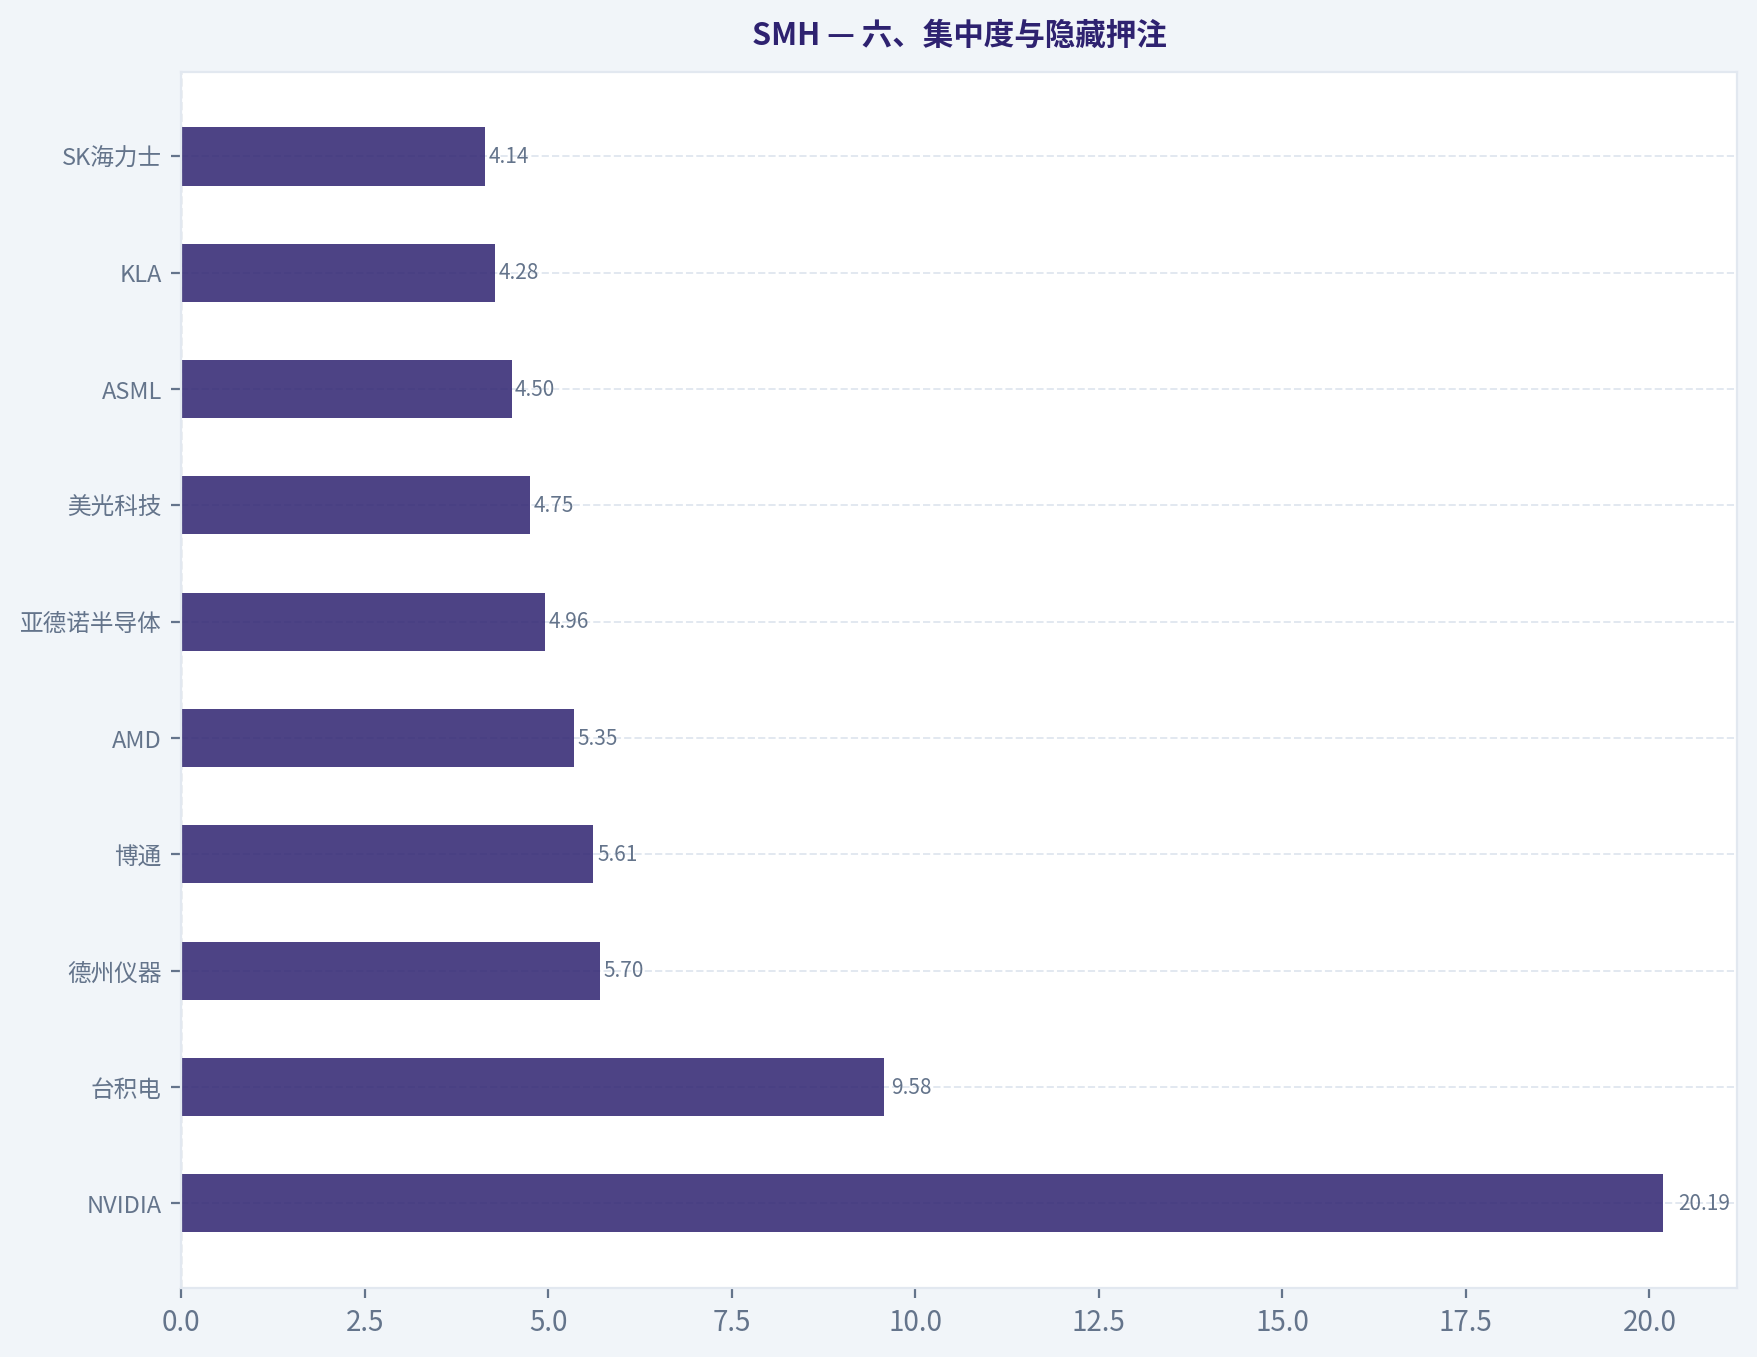 SMH — 六、集中度与隐藏押注
SK海力士 4.14
KLA 4.28
ASML 4.50
美光科技 4.75
亚德诺半导体 4.96
AMD 5.35
博通 5.61
德州仪器 5.70
台积电 9.58
NVIDIA 20.19
0.0 2.5 5.0 7.5 10.0 12.5 15.0 17.5 20.0